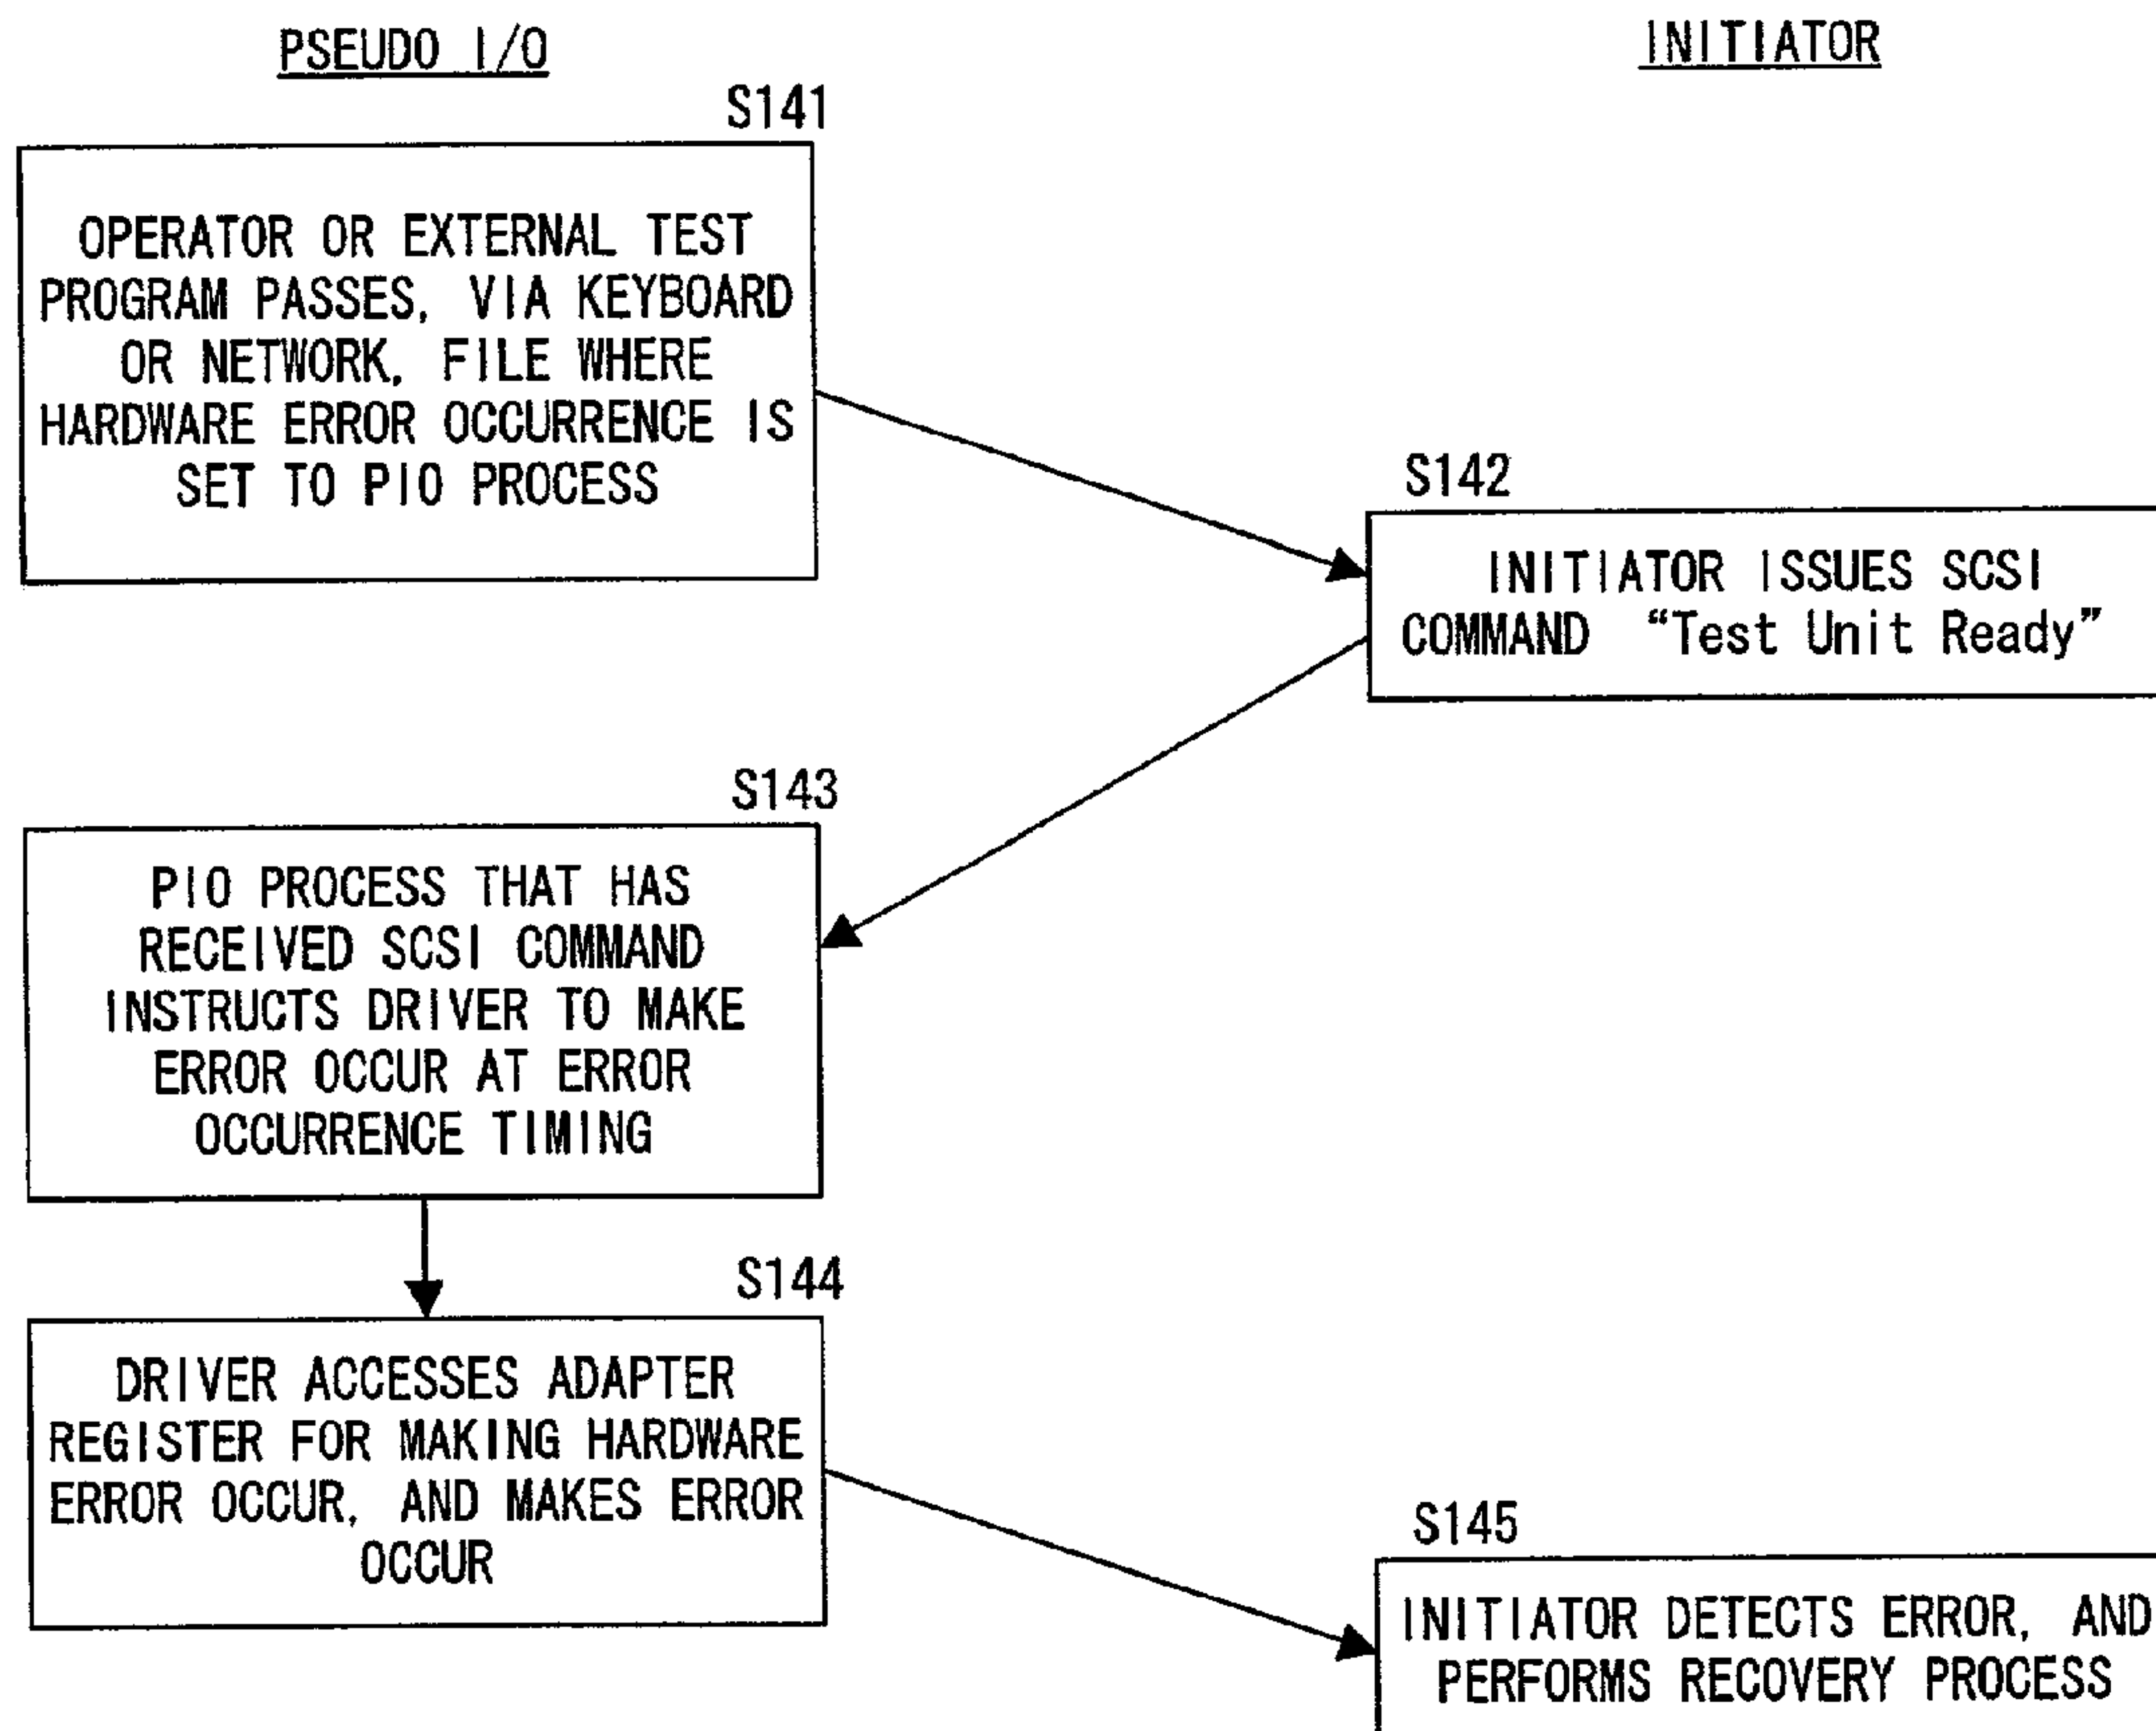 PSEUDO I/O
INITIATOR
S141
OPERATOR OR EXTERNAL TEST
PROGRAM PASSES, VIA KEYBOARD
OR NETWORK, FILE WHERE
HARDWARE ERROR OCCURRENCE IS
SET TO PIO PROCESS
S142
INITIATOR ISSUES SCSI
COMMAND “Test Unit Ready”
S143
PIO PROCESS THAT HAS
RECEIVED SCSI COMMAND
INSTRUCTS DRIVER TO MAKE
ERROR OCCUR AT ERROR
OCCURRENCE TIMING
S144
DRIVER ACCESSES ADAPTER
REGISTER FOR MAKING HARDWARE
ERROR OCCUR, AND MAKES ERROR
OCCUR
S145
INITIATOR DETECTS ERROR, AND
PERFORMS RECOVERY PROCESS